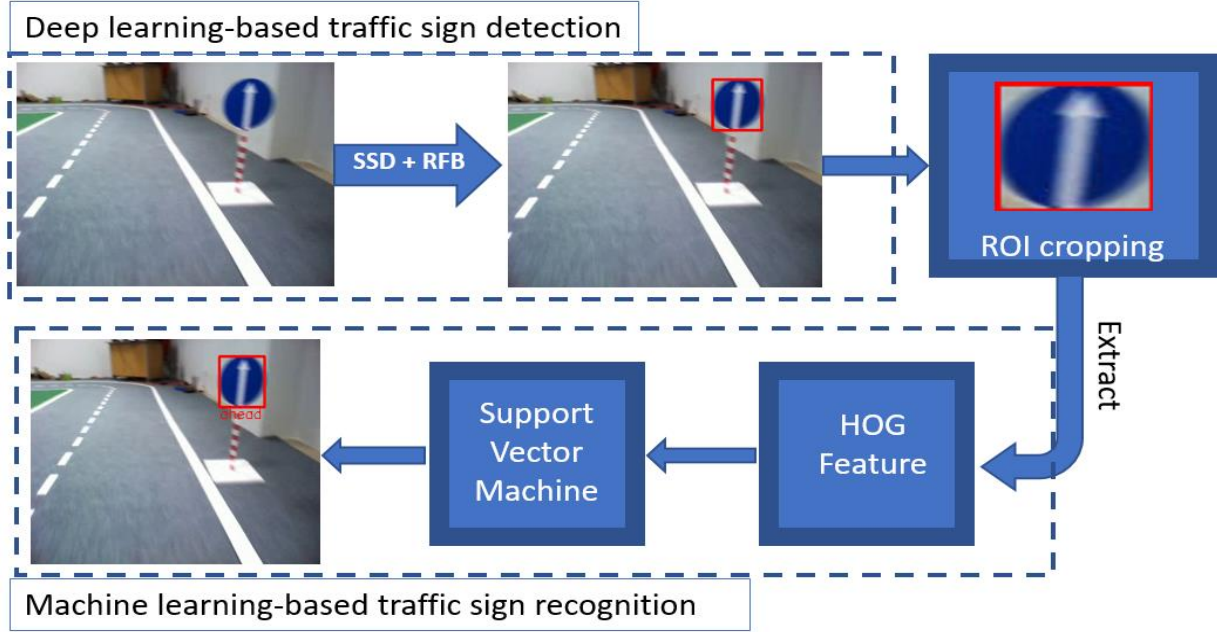 Deep learning-based traffic sign detection
SSD + RFB
ROI cropping
Extract
HOG
Feature
Support
Vector
Machine
ahead
Machine learning-based traffic sign recognition